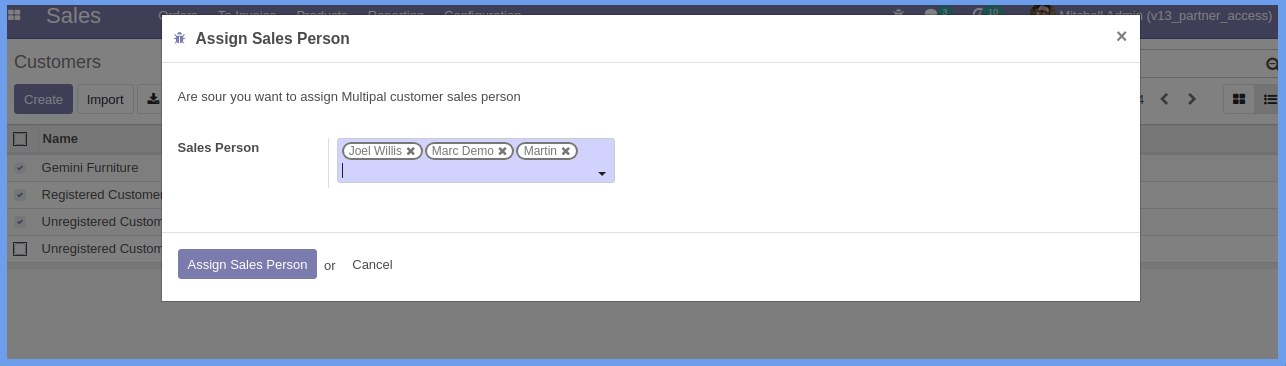 Sales Orders To Invoice Products Reporting Configuration 3 10 Mitchell Admin (v13_partner_access)
Assign Sales Person ×
Customers
Create Import
Are sour you want to assign Multipal customer sales person
4
Name
Sales Person Joel Willis Marc Demo Martin
Gemini Furniture
Registered Customer
Unregistered Custom
Unregistered Custom
Assign Sales Person or Cancel